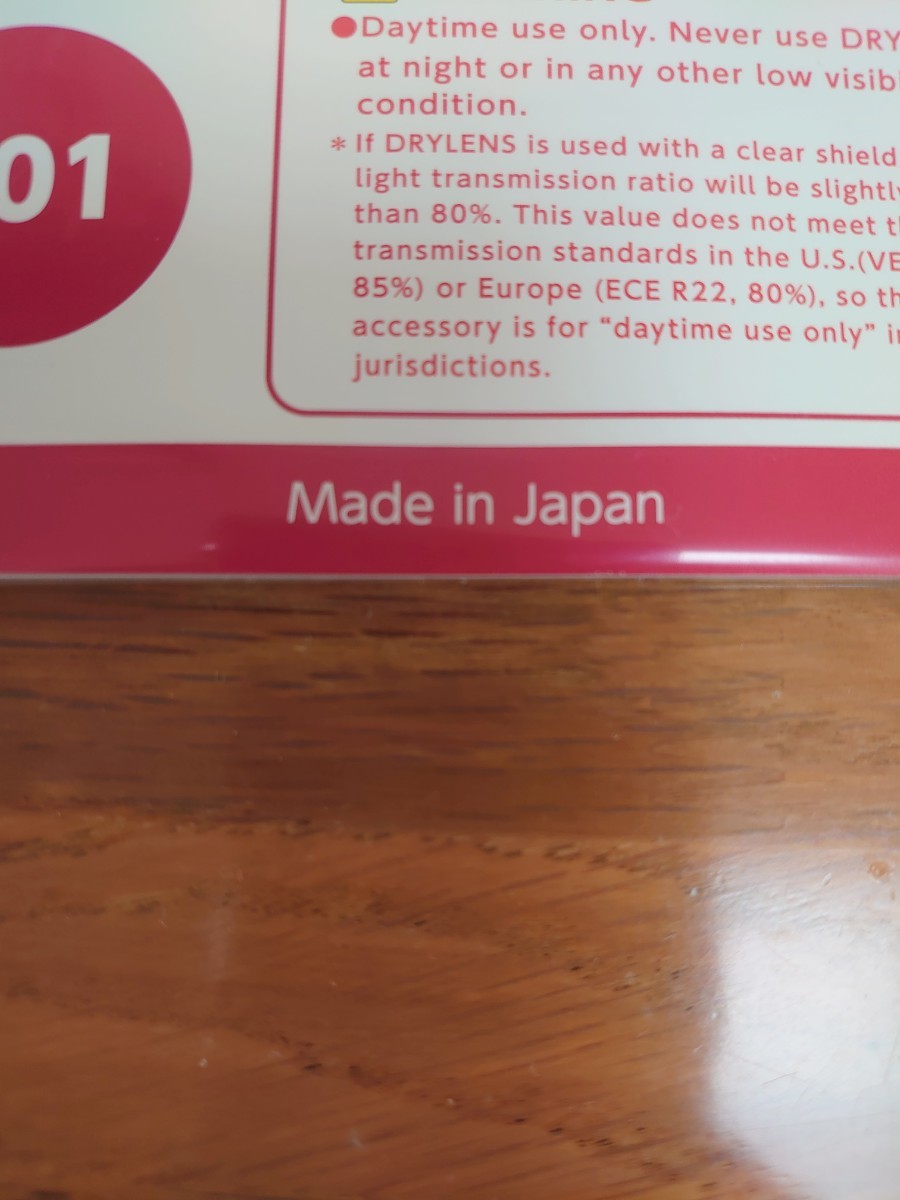 ●Daytime use only. Never use DRY
at night or in any other low visib
condition.
01
* If DRYLENS is used with a clear shield
light transmission ratio will be slightly
than 80%. This value does not meet t
transmission standards in the U.S.(VE
85%) or Europe (ECE R22, 80%), so th
accessory is for "daytime use only" i
jurisdictions.
Made in Japan